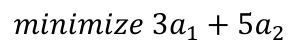 minimize 3a₁ + 5a₂